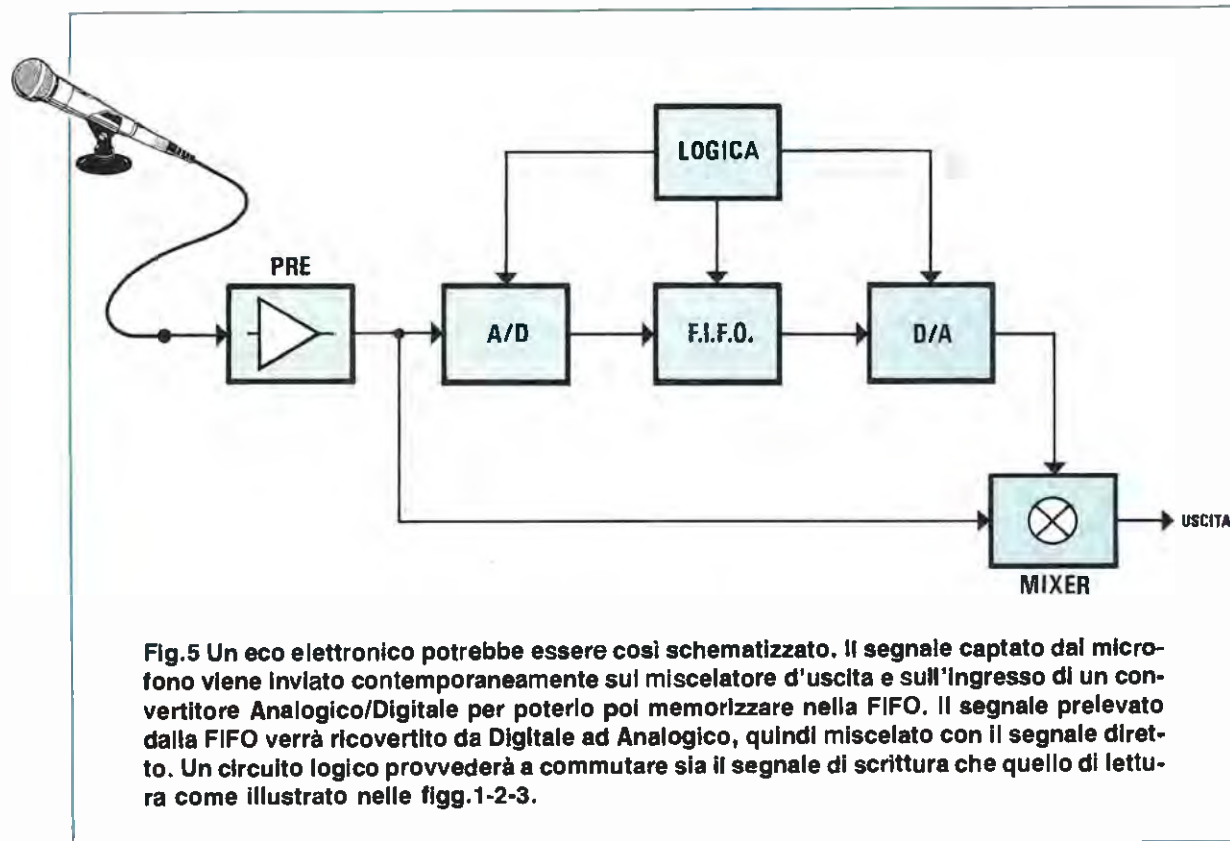 LOGICA
PRE
A/D
F.I.F.O.
D/A
USCITA
MIXER
Fig.5 Un eco elettronico potrebbe essere così schematizzato. Il segnale captato dal micro-
fono viene inviato contemporaneamente sul miscelatore d'uscita e sull'ingresso di un con-
vertitore Analogico/Digitale per poterlo poi memorizzare nella FIFO. Il segnale prelevato
dalla FIFO verrà ricovertito da Digitale ad Analogico, quindi miscelato con il segnale diret-
to. Un circuito logico provvederà a commutare sia il segnale di scrittura che quello di lettu-
ra come illustrato nelle figg.1-2-3.